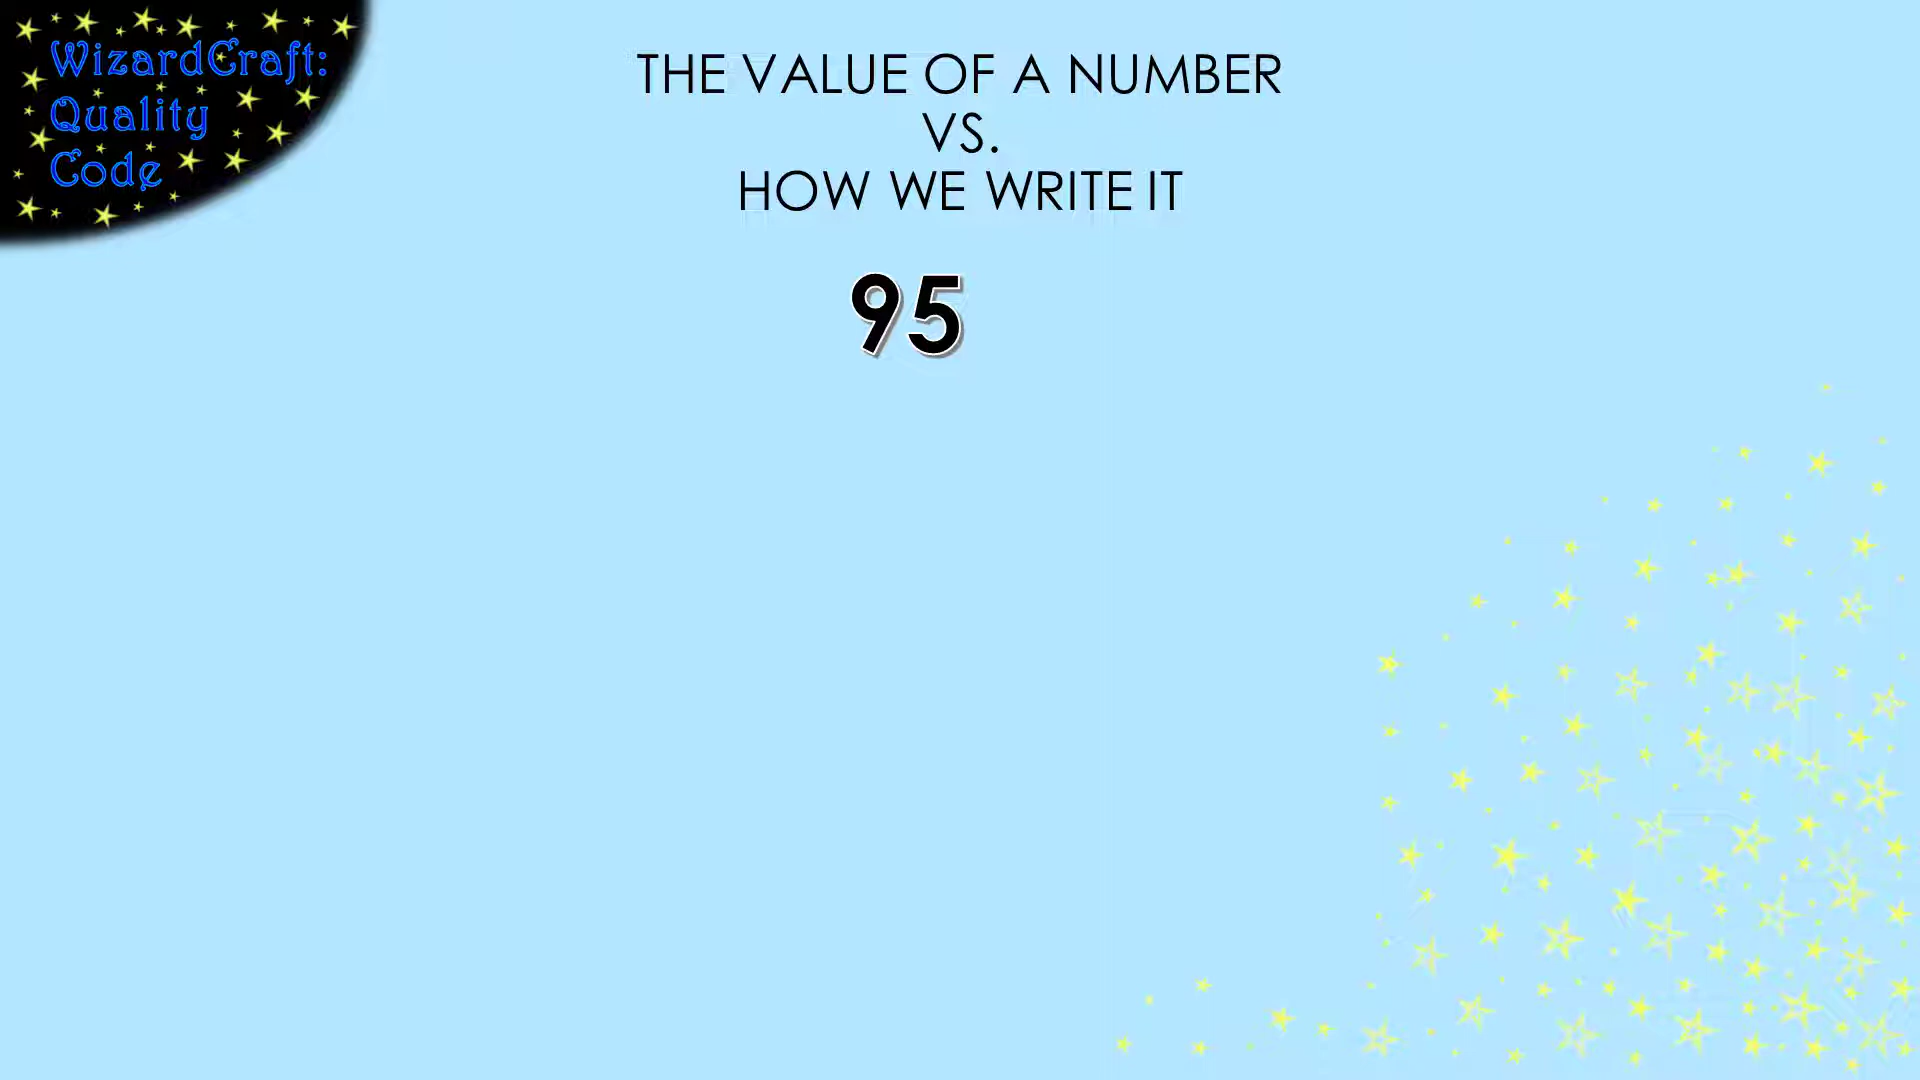 WizardCraft:
Quality
Code
THE VALUE OF A NUMBER
VS.
HOW WE WRITE IT
95